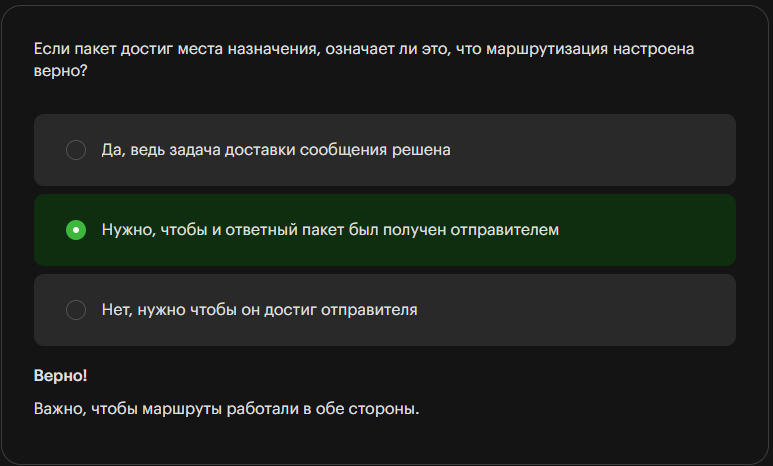 Если пакет достиг места назначения, означает ли это, что маршрутизация настроена
верно?
Да, ведь задача доставки сообщения решена
Нужно, чтобы и ответный пакет был получен отправителем
Нет, нужно чтобы он достиг отправителя
Верно!
Важно, чтобы маршруты работали в обе стороны.